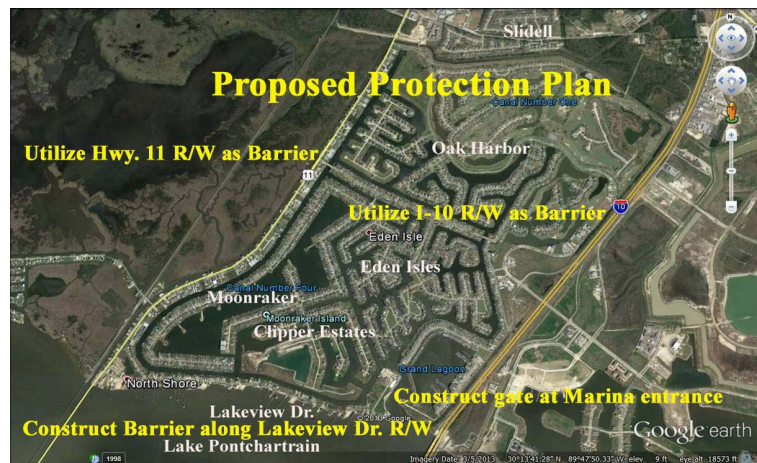 Slidell
Proposed Protection Plan
Canal Number One
Utilize Hwy. 11 R/W as Barrier
Oak Harbor
11
Utilize I-10 R/W as Barrier
10
Eden Isle
Eden Isles
Canal Number Four
Moonraker
Moonraker Island
Clipper Estates
Grand Lagoon
North Shore
Construct gate at Marina entrance
Lakeview Dr.
© 2013 Google
Construct Barrier along Lakeview Dr. R/W
Google earth
Lake Pontchartrain
1998
Imagery Date: 3/5/2013 30°13'41.28" N 89°47'50.33" W elev 9 ft eye alt 18573 ft
N